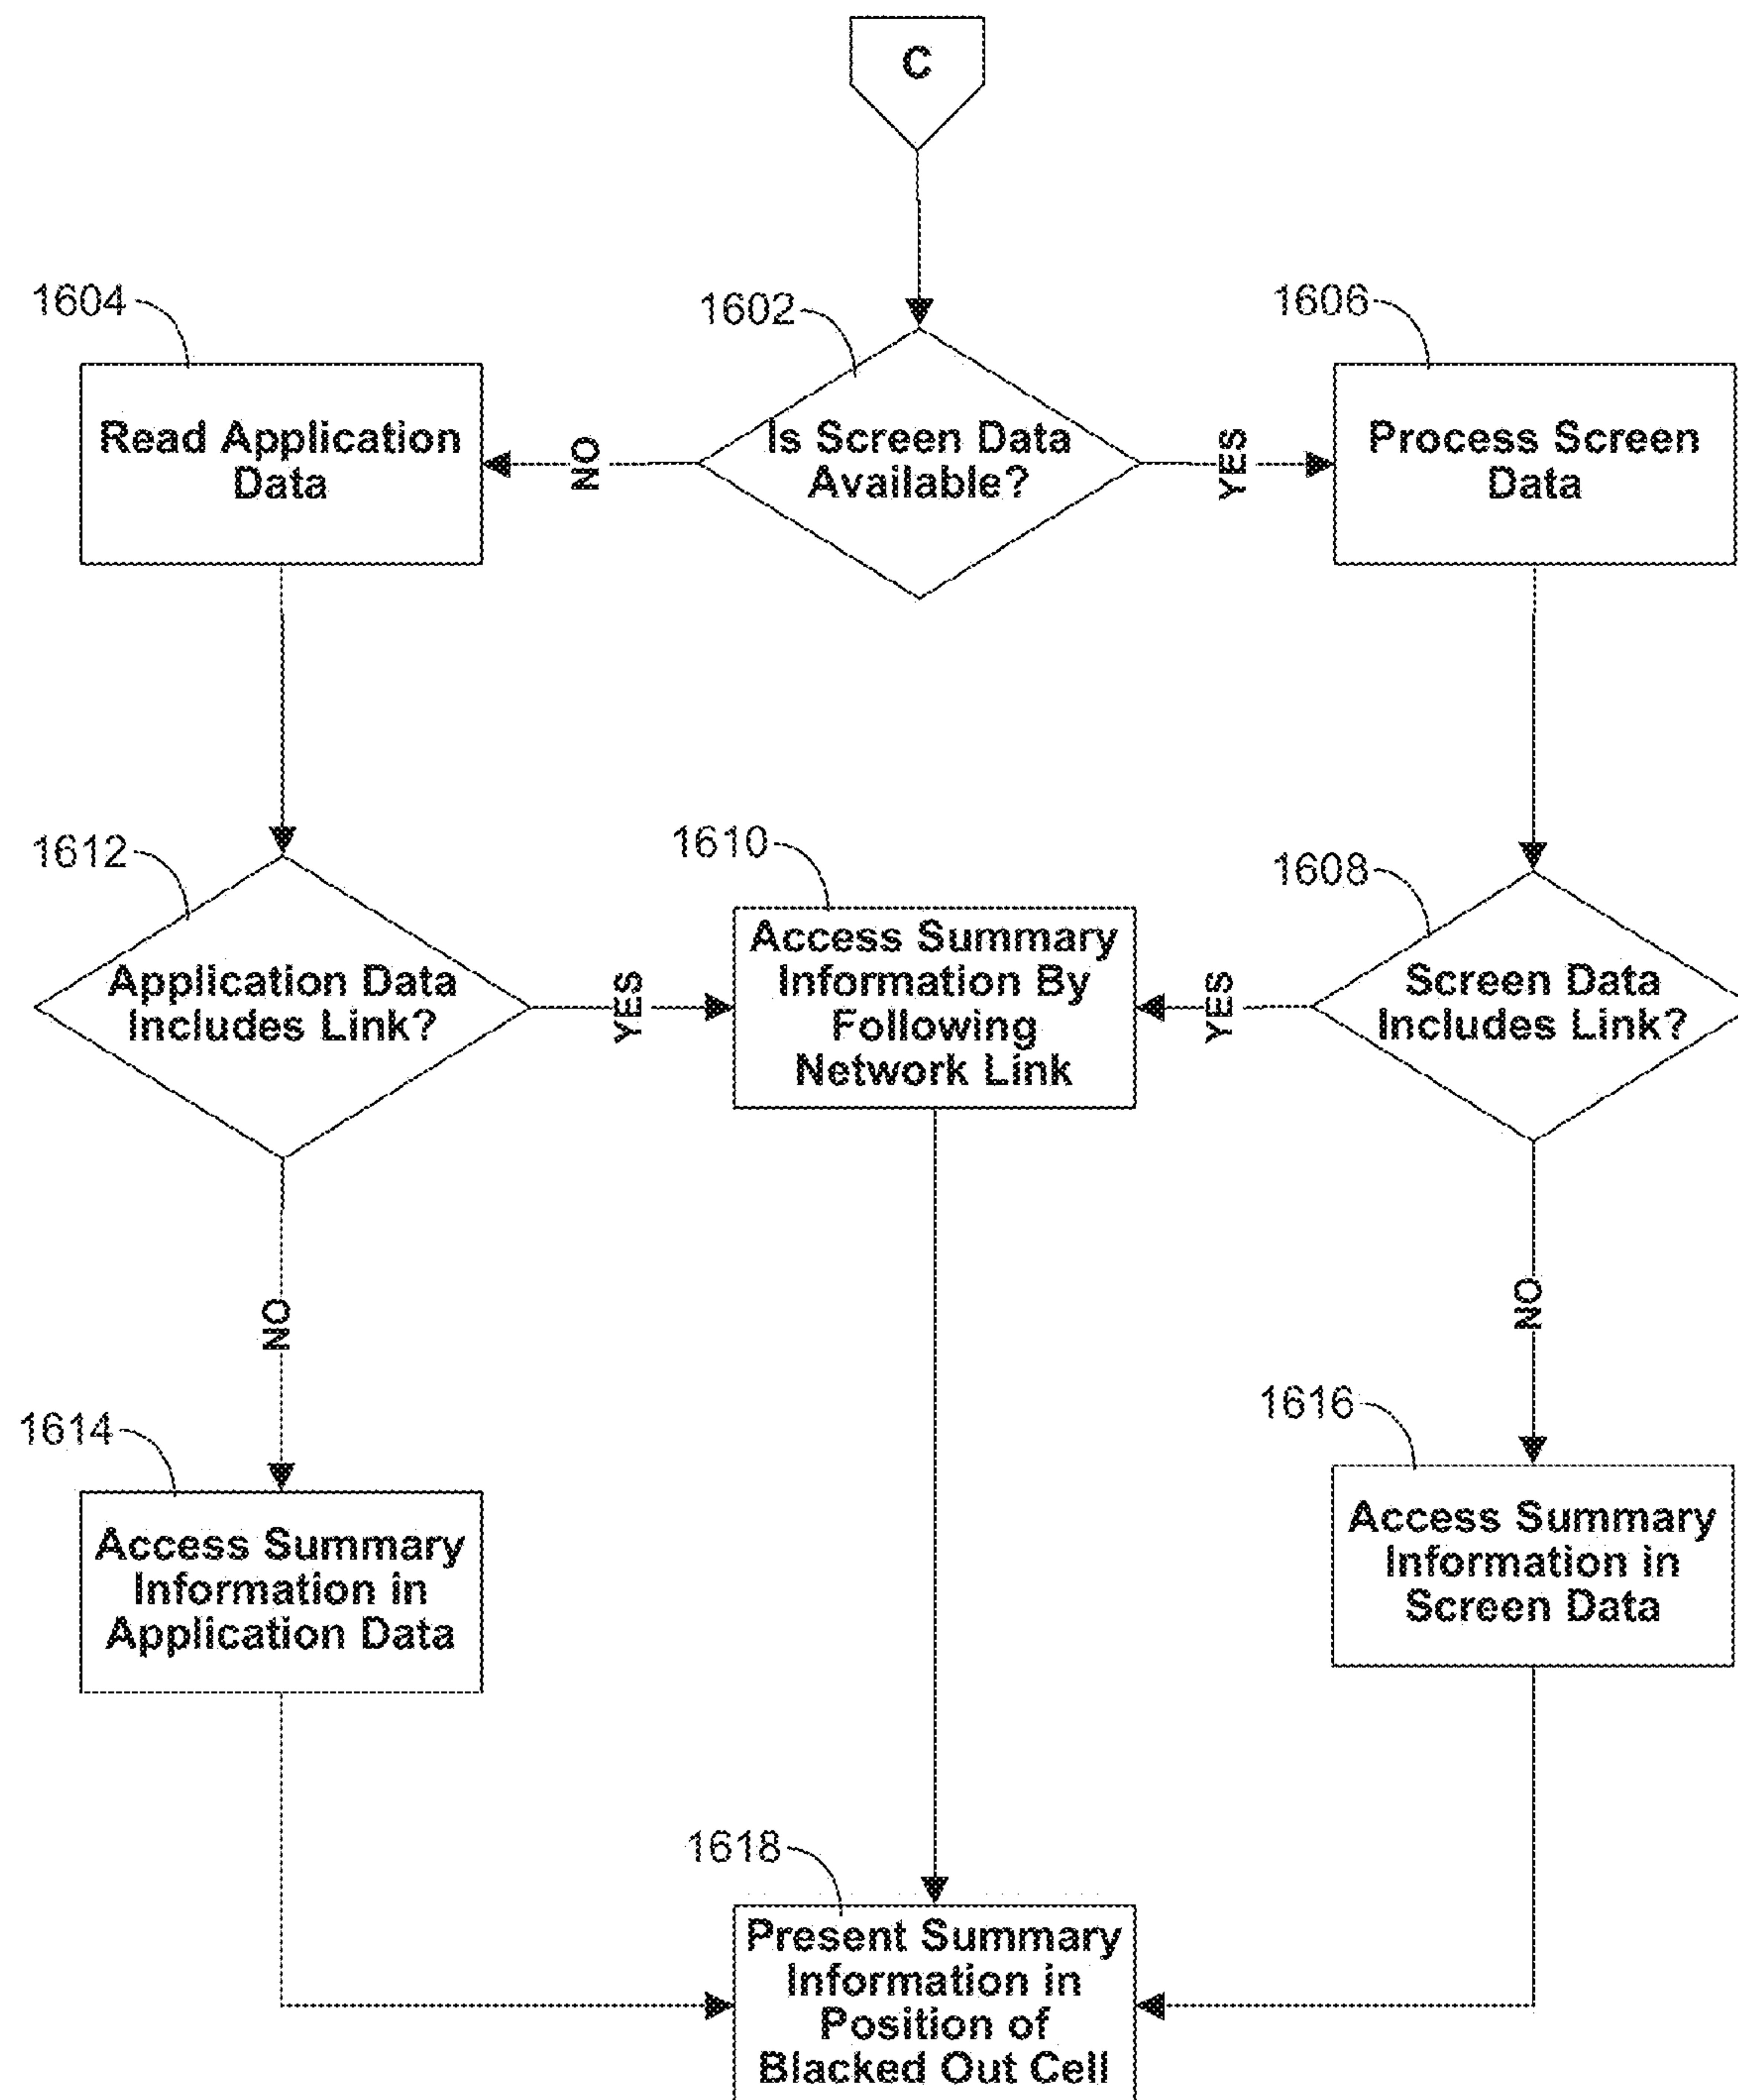 C
1604
1602
1606
Read Application
Data
NO
Is Screen Data
Available?
YES
Process Screen
Data
1612
1610
1608
Application Data
Includes Link?
YES
Access Summary
Information By
Following
Network Link
YES
Screen Data
Includes Link?
NO
NO
1614
1616
Access Summary
Information in
Application Data
Access Summary
Information in
Screen Data
1618
Present Summary
Information in
Position of
Blacked Out Cell